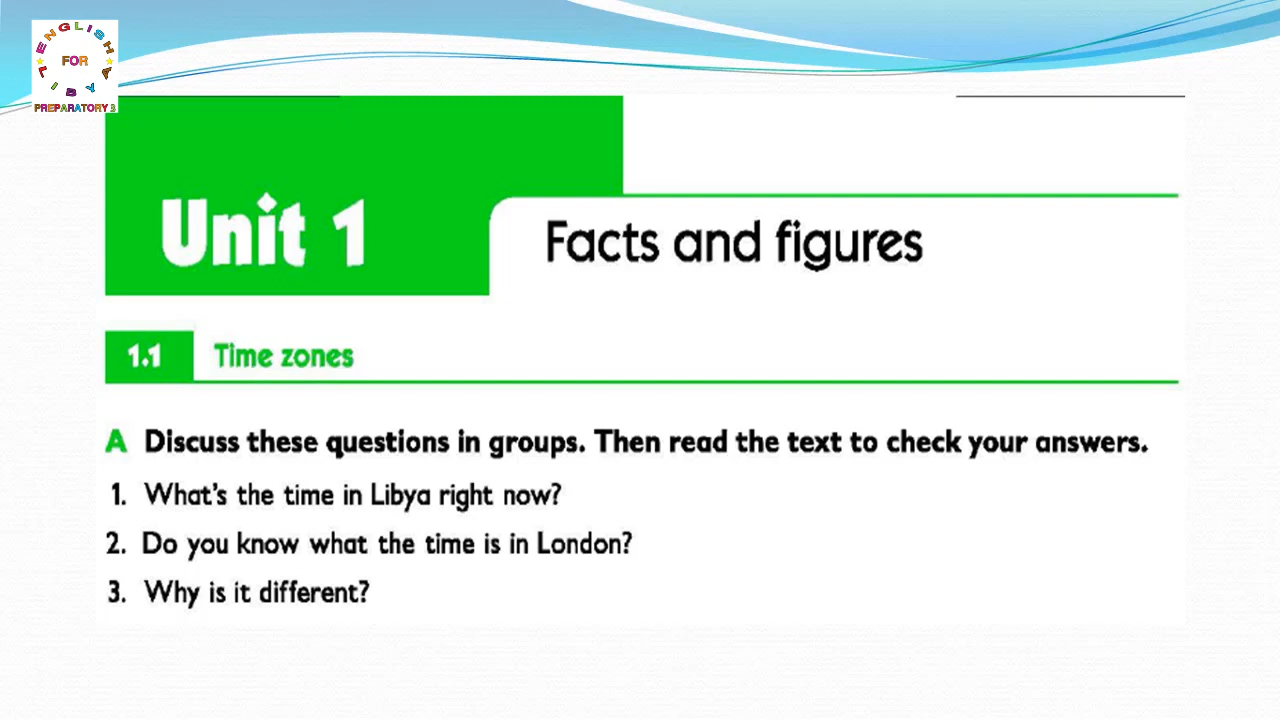 ENGLISH
FOR
LIBYA
PREPARATORY 3
Unit 1
Facts and figures
1.1 Time zones
A Discuss these questions in groups. Then read the text to check your answers.
1. What's the time in Libya right now?
2. Do you know what the time is in London?
3. Why is it different?